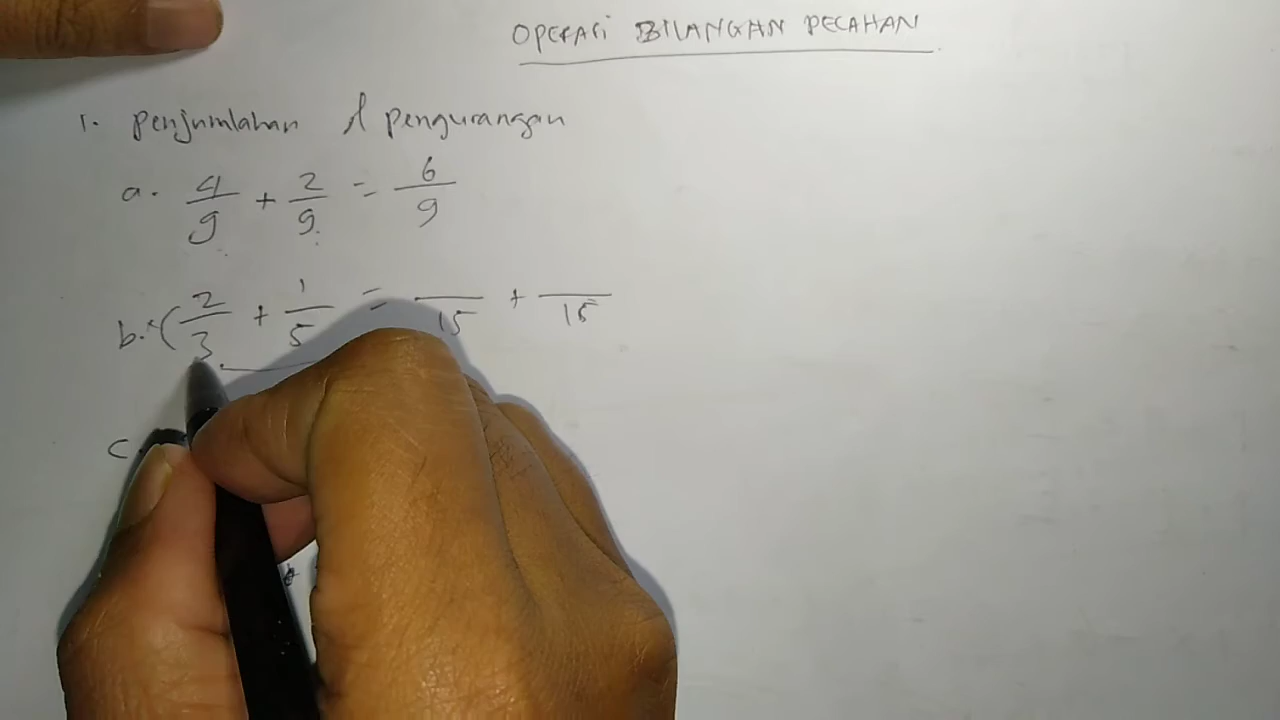 OPERASI BILANGAN PECAHAN
1. Penjumlahan & pengurangan
a. 4/9 + 2/9 = 6/9
b. (2/3 + 1/5 = /15 + /15
c